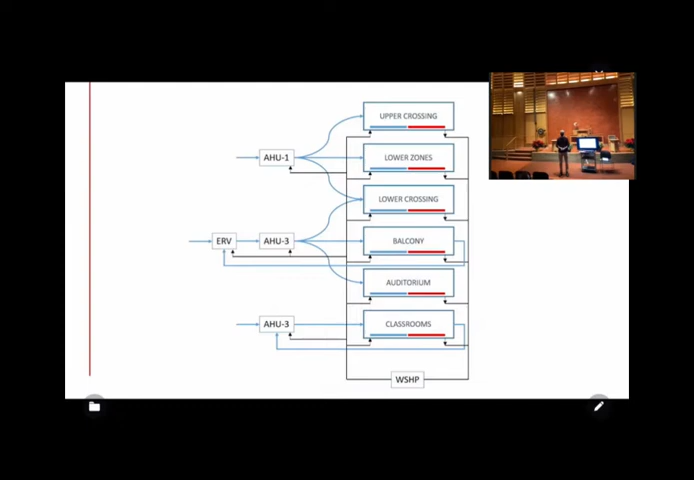 UPPER CROSSING
AHU-1
LOWER ZONES
LOWER CROSSING
ERV
AHU-3
BALCONY
AUDITORIUM
AHU-3
CLASSROOMS
WSHP